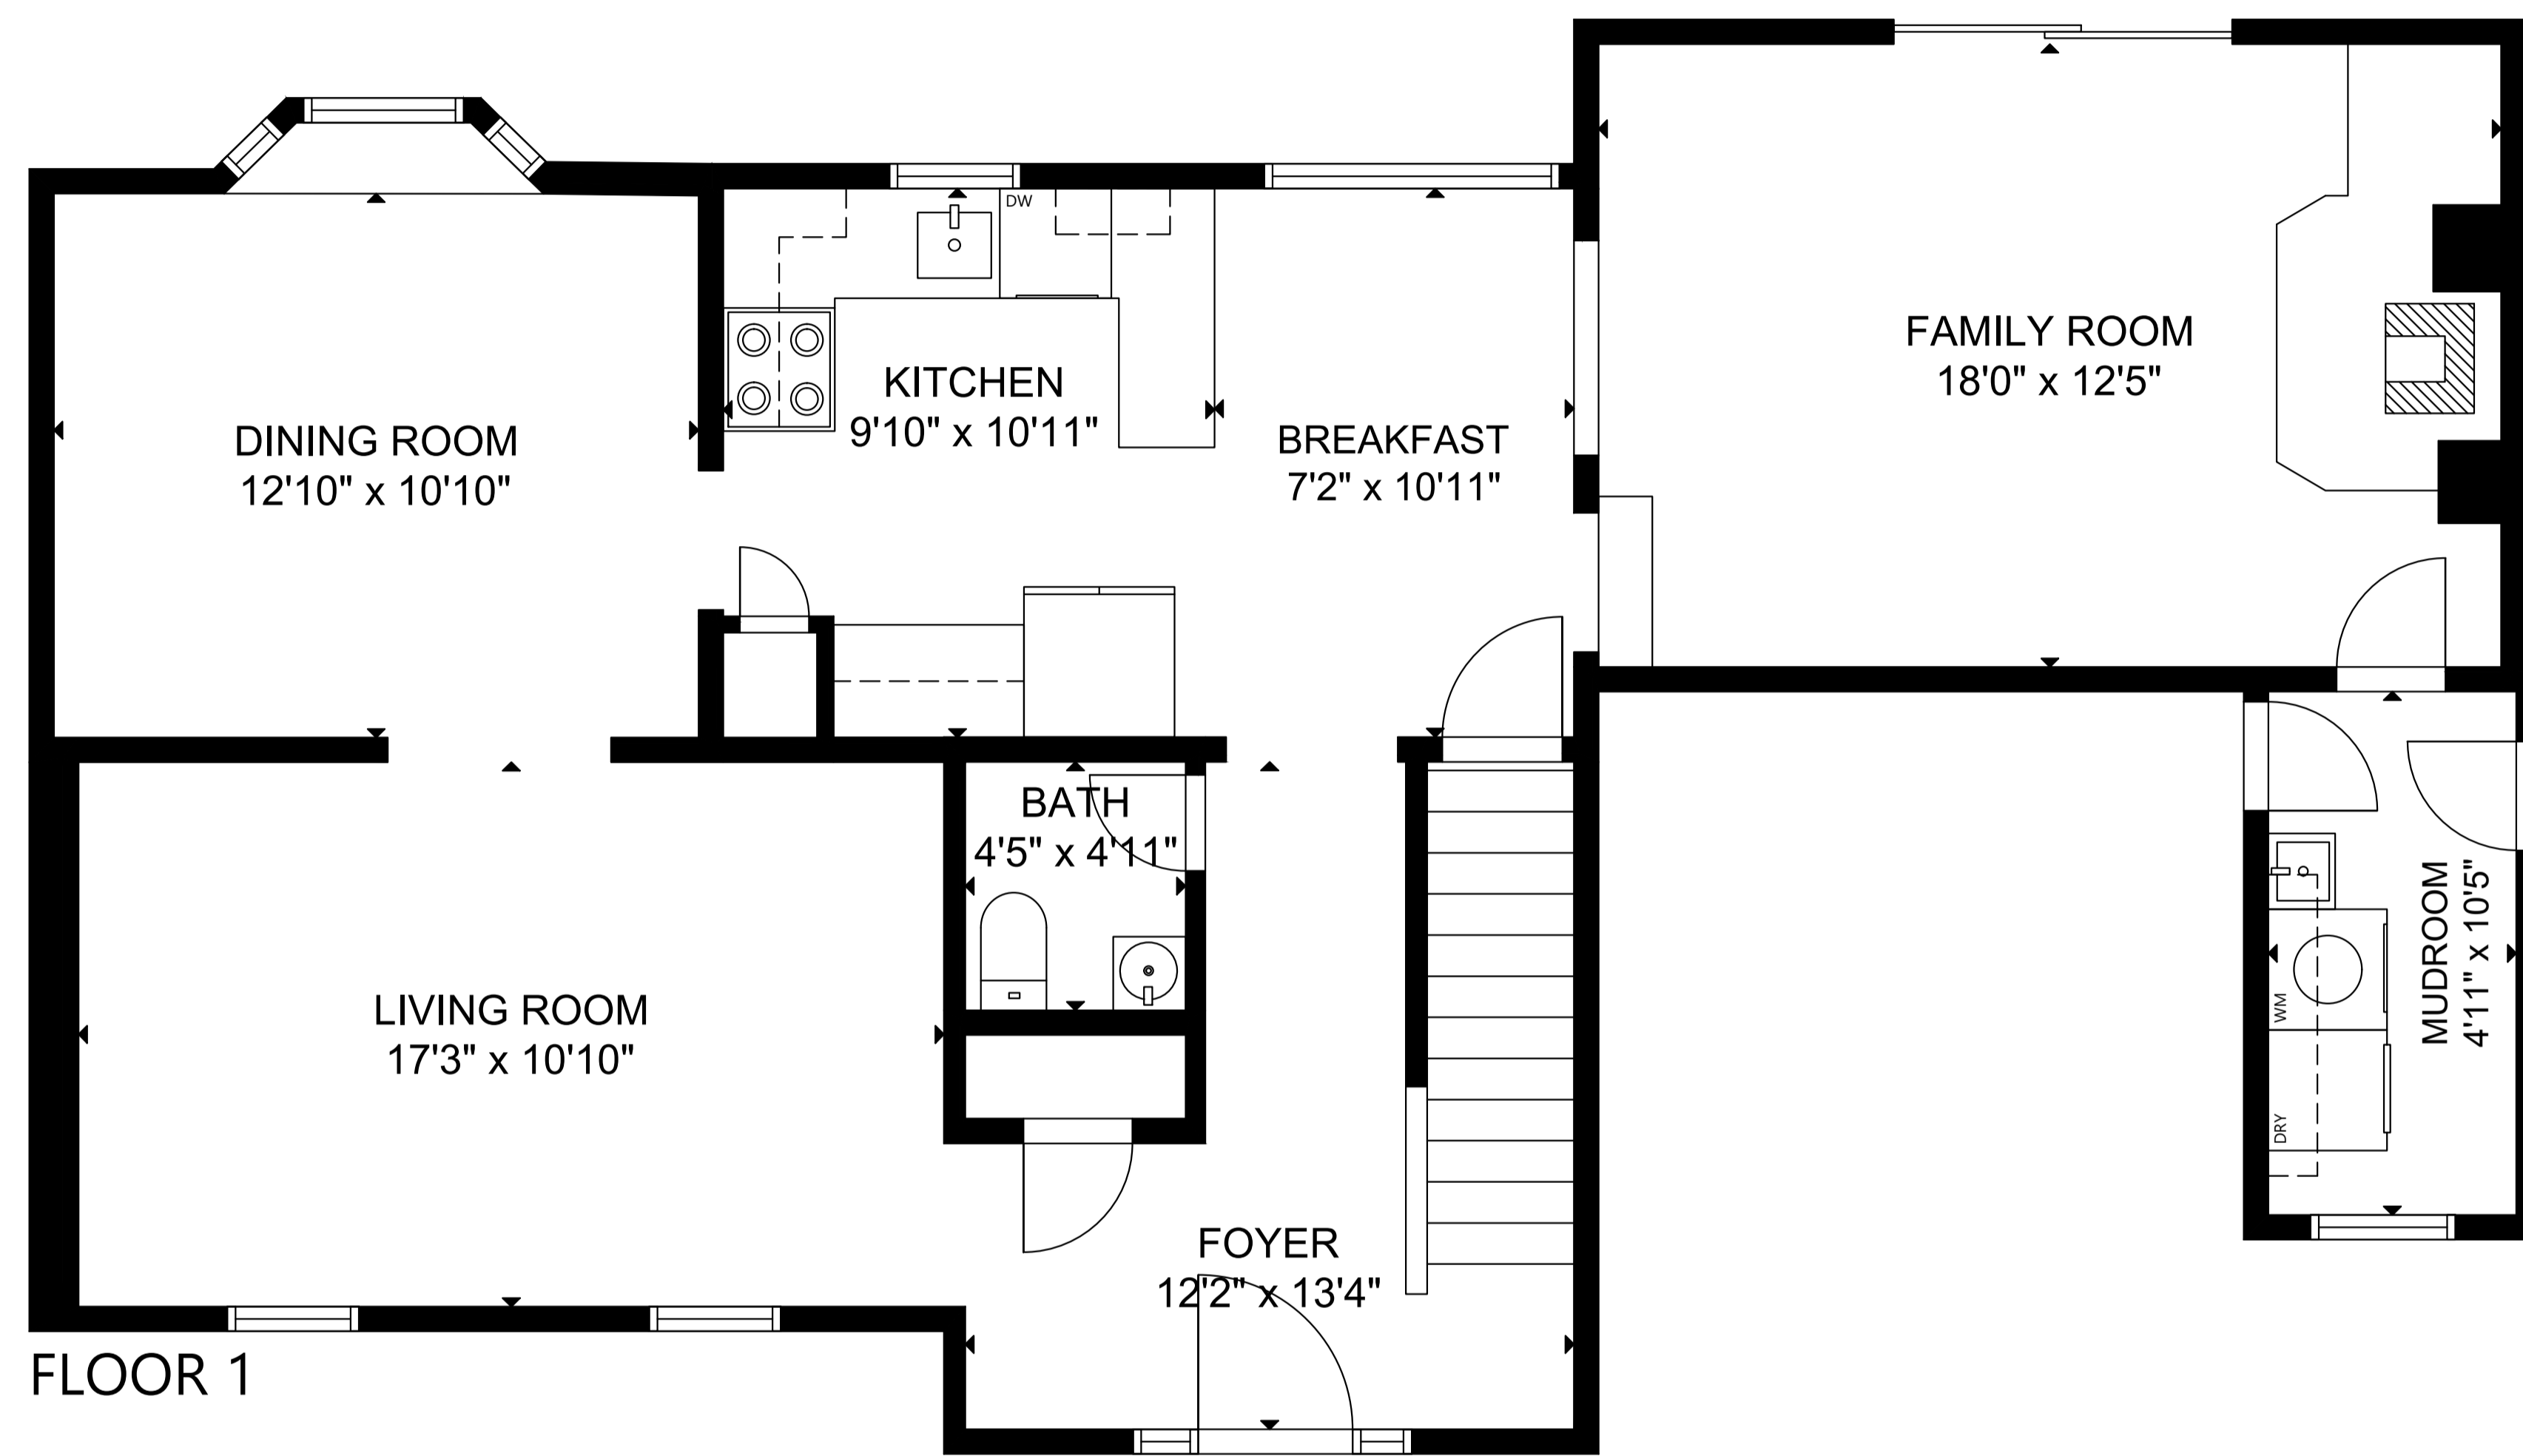 DW
FAMILY ROOM
18'0" x 12'5"
KITCHEN
9'10" x 10'11"
DINING ROOM
12'10" x 10'10"
BREAKFAST
7'2" x 10'11"
BATH
4'5" x 4'11"
MUDROOM
4'11" x 10'5"
WM
DRY
LIVING ROOM
17'3" x 10'10"
FOYER
12'2" x 13'4"
FLOOR 1